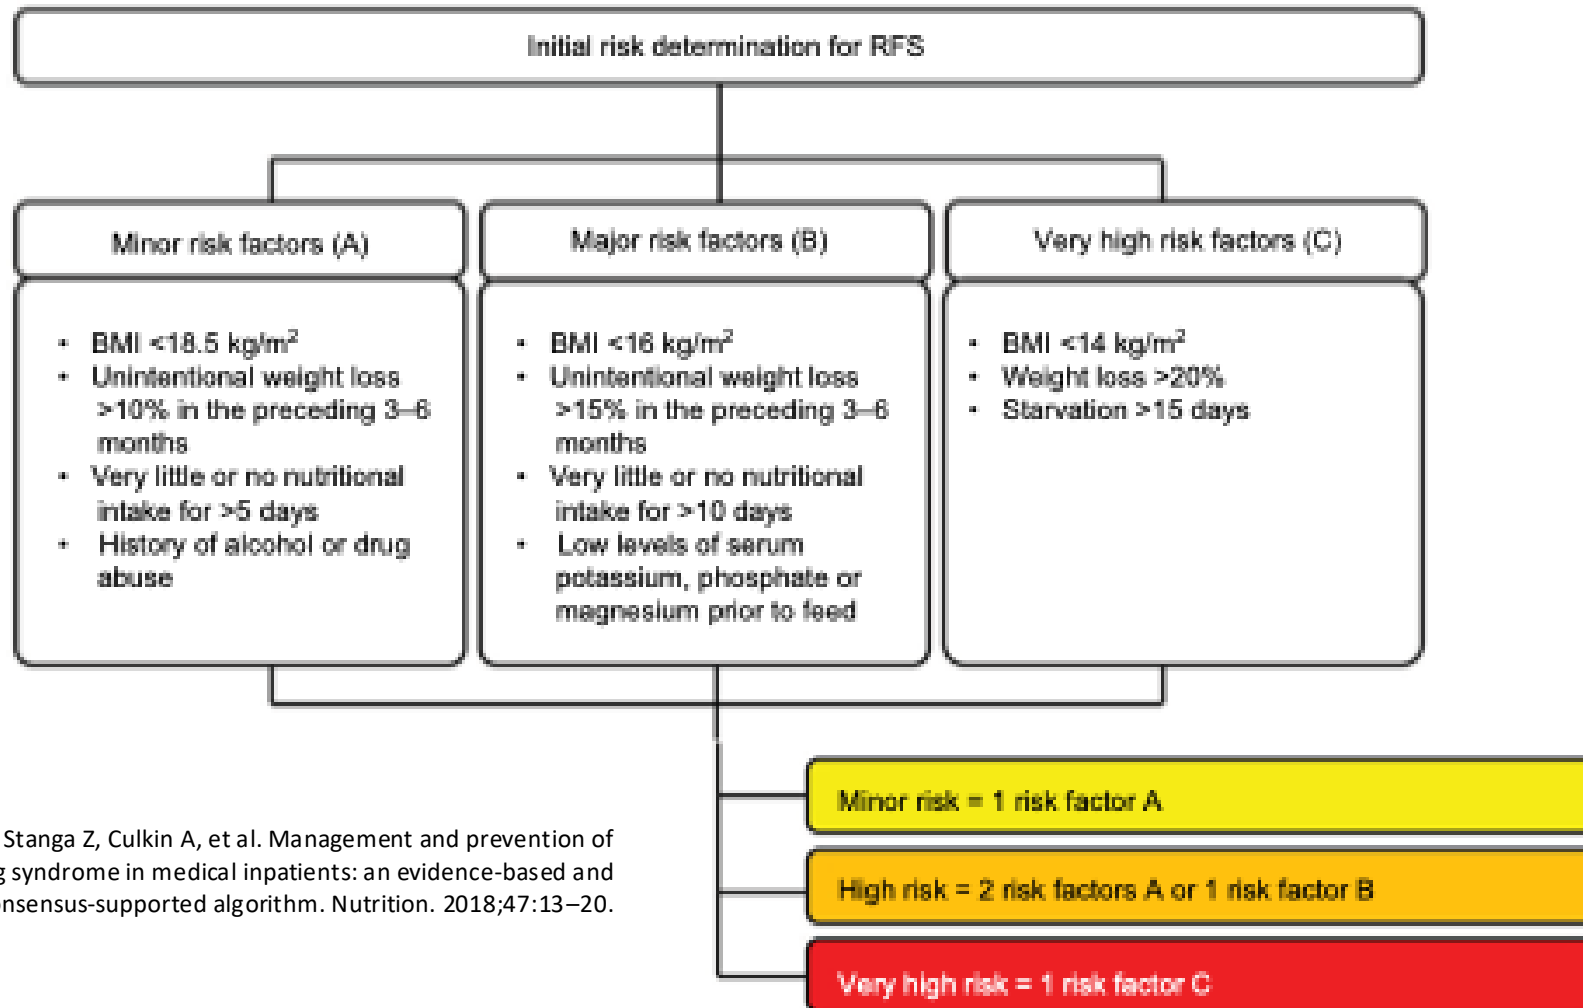 Initial risk determination for RFS
Minor risk factors (A)
• BMI <18.5 kg/m²
• Unintentional weight loss
>10% in the preceding 3–6
months
• Very little or no nutritional
intake for >5 days
• History of alcohol or drug
abuse
Major risk factors (B)
• BMI <16 kg/m²
• Unintentional weight loss
>15% in the preceding 3–6
months
• Very little or no nutritional
intake for >10 days
• Low levels of serum
potassium, phosphate or
magnesium prior to feed
Very high risk factors (C)
• BMI <14 kg/m²
• Weight loss >20%
• Starvation >15 days
Minor risk = 1 risk factor A
High risk = 2 risk factors A or 1 risk factor B
Very high risk = 1 risk factor C
Stanga Z, Culkin A, et al. Management and prevention of
g syndrome in medical inpatients: an evidence-based and
onsensus-supported algorithm. Nutrition. 2018;47:13–20.